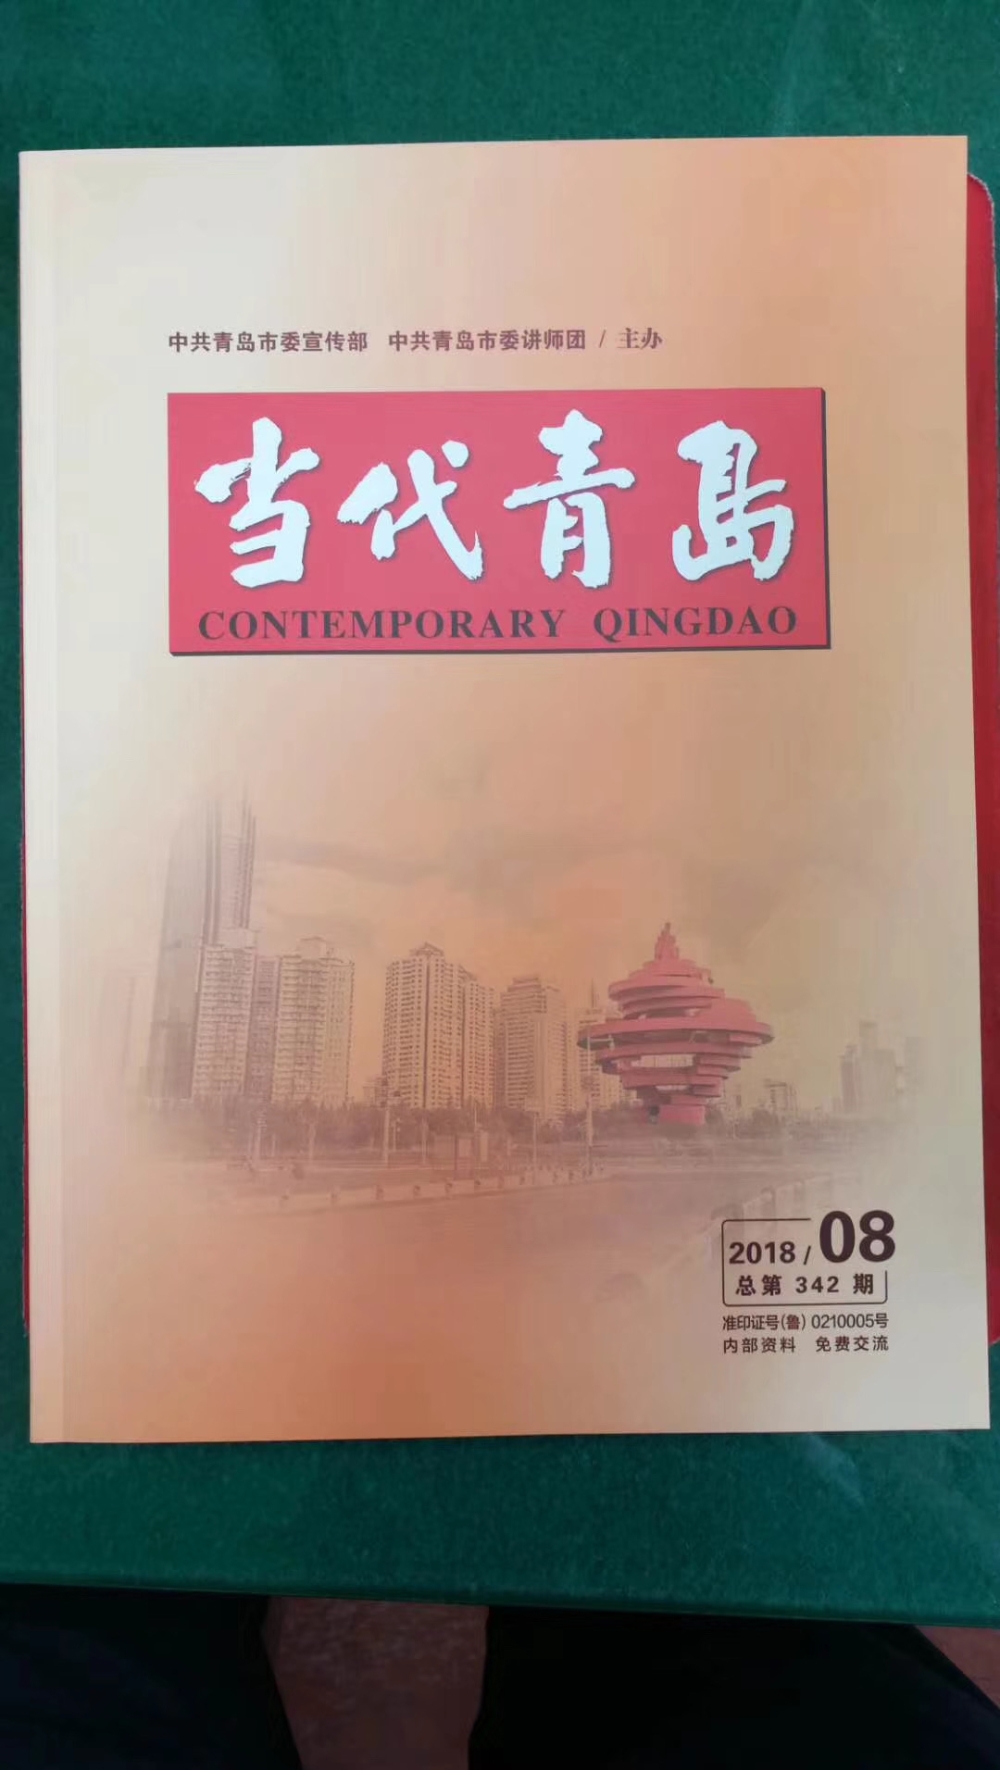 中共青岛市委宣传部 中共青岛市委讲师团 / 主办
当代青岛
CONTEMPORARY QINGDAO
2018 / 08
总第 342 期
准印证号(鲁) 0210005号
内部资料 免费交流